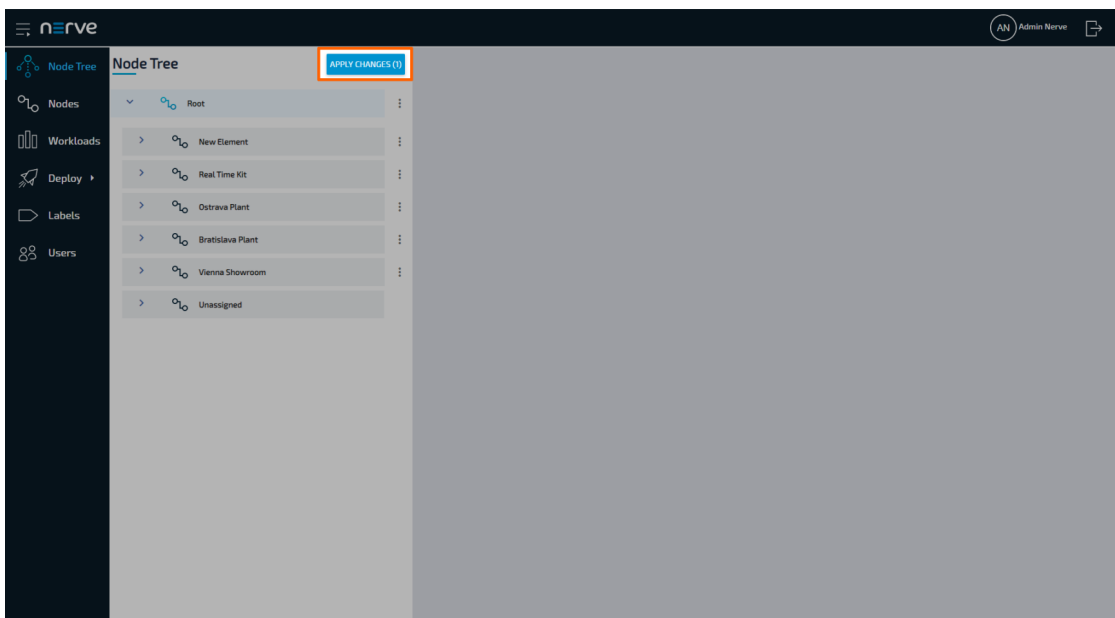 nerve
AN Admin Nerve
Node Tree
Nodes
Workloads
Deploy
Labels
Users
Node Tree
APPLY CHANGES (1)
Root
New Element
Real Time Kit
Ostrava Plant
Bratislava Plant
Vienna Showroom
Unassigned